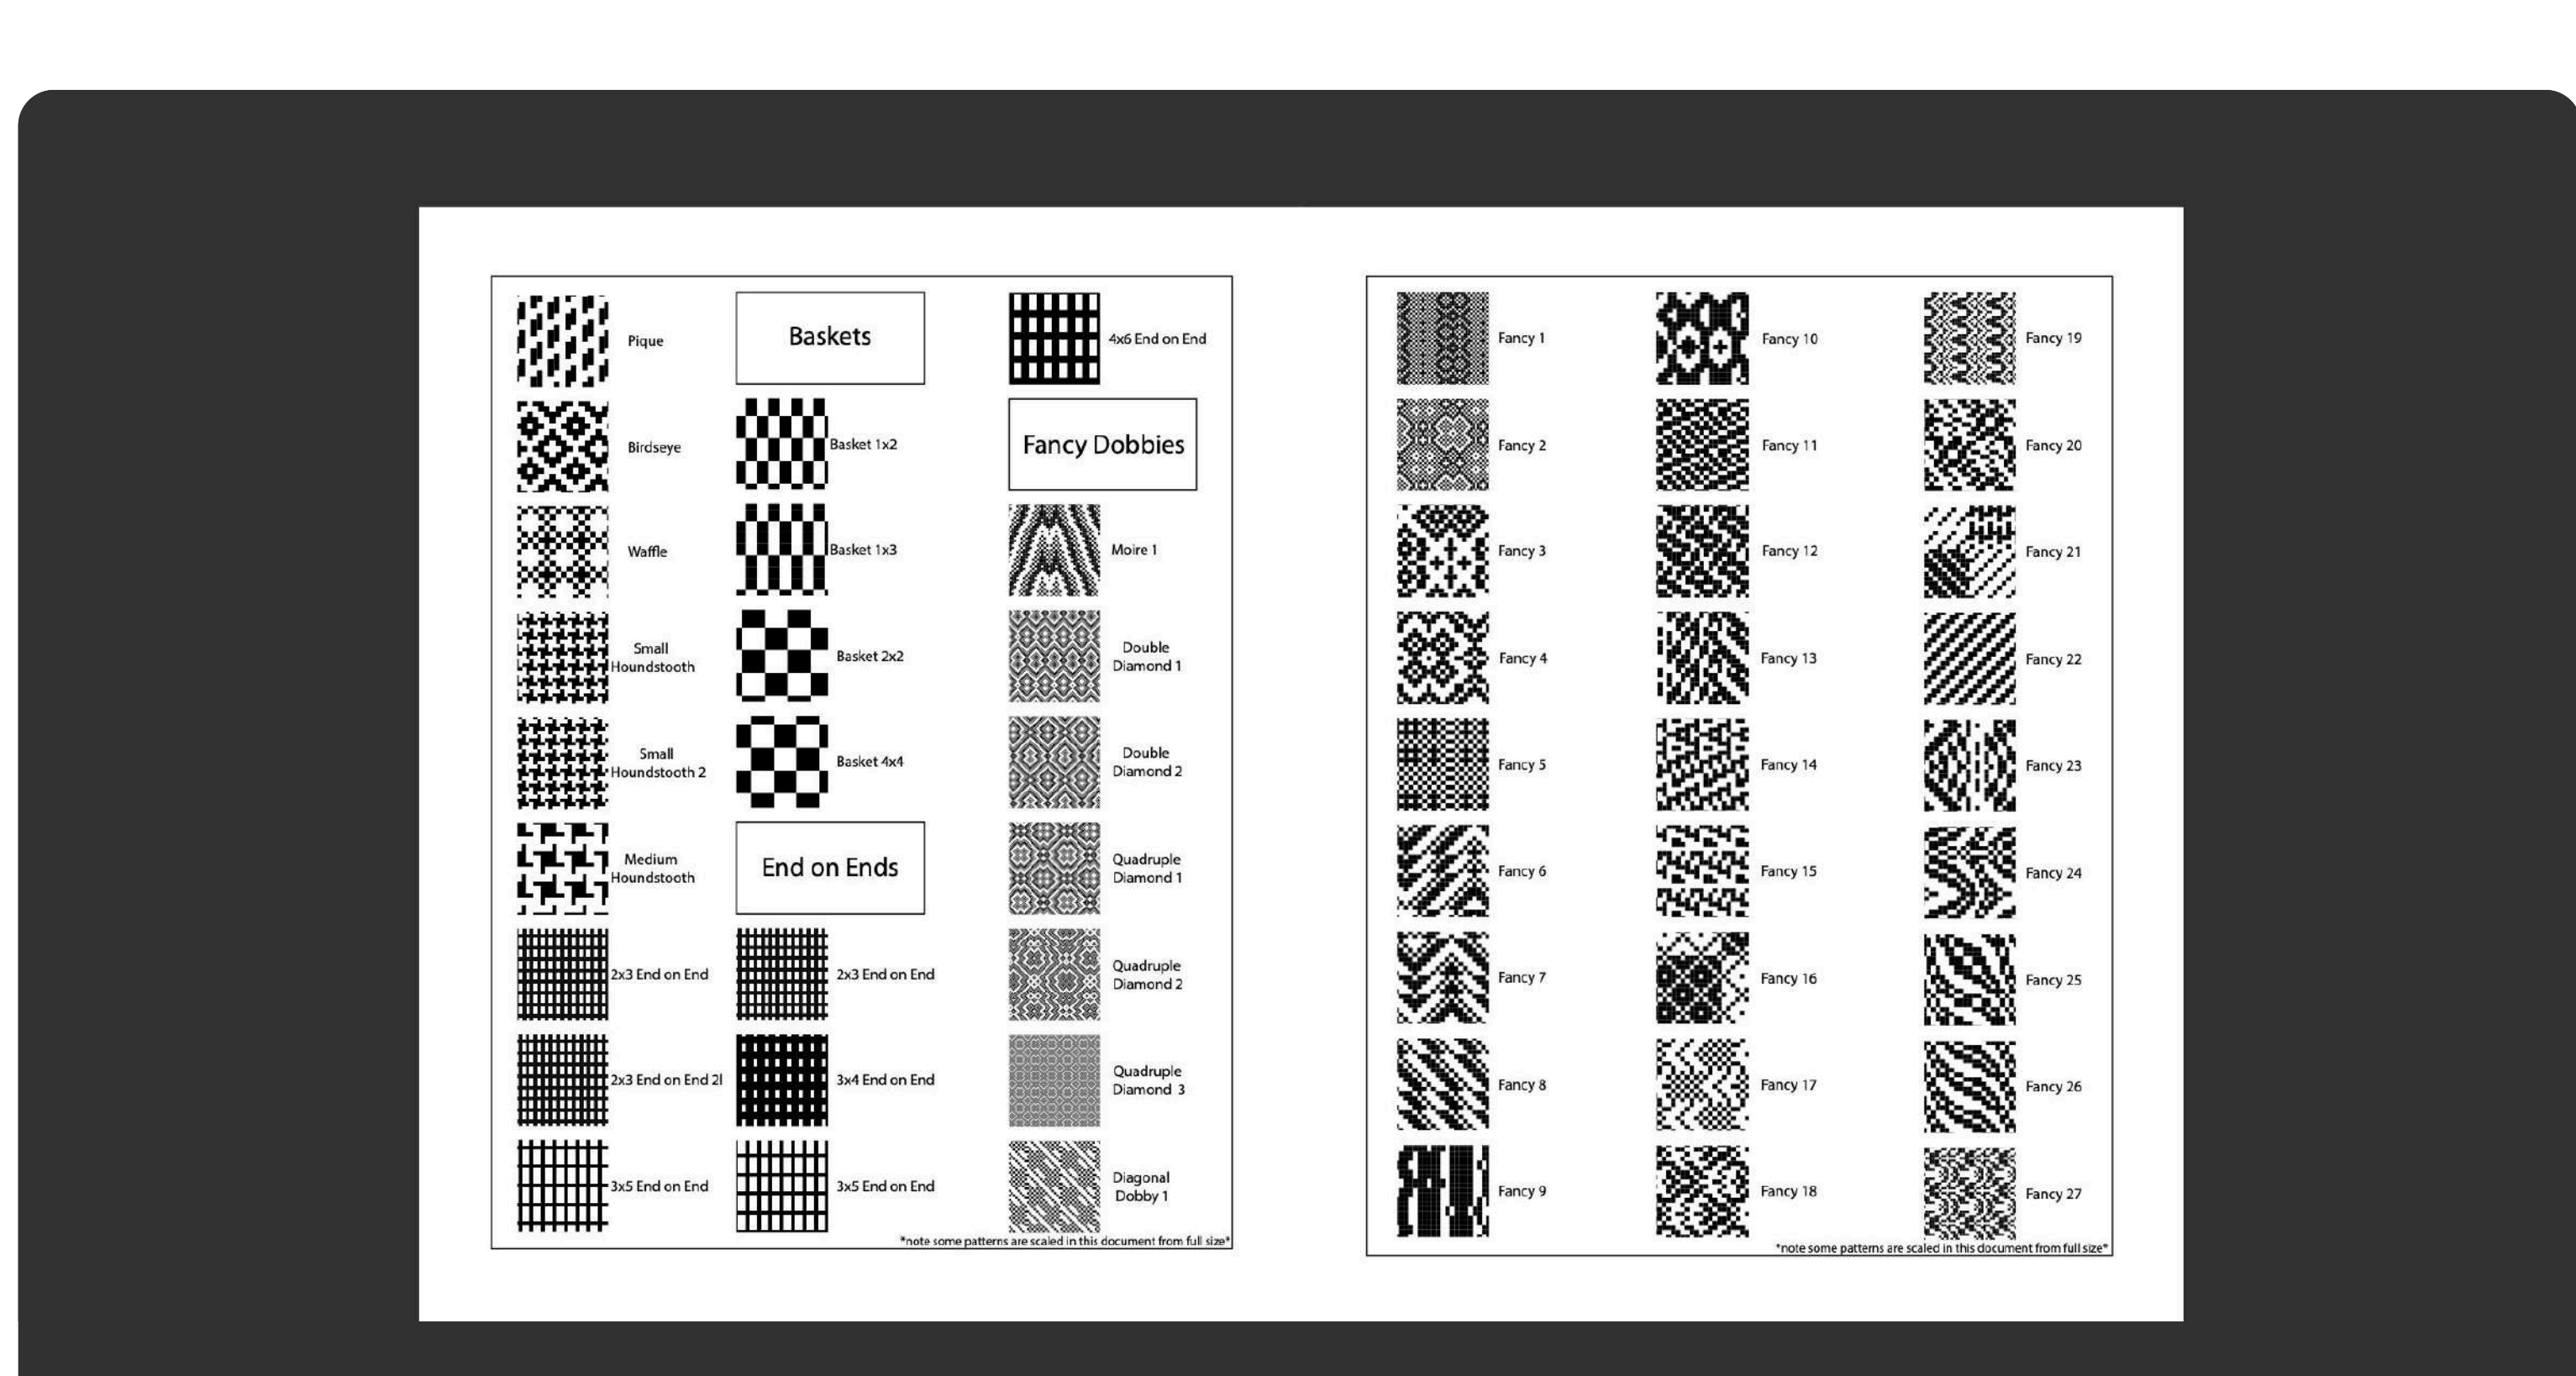 Pique
Birdseye
Waffle
Small
Houndstooth
Small
Houndstooth 2
Medium
Houndstooth
2x3 End on End
2x3 End on End 2l
3x5 End on End
Baskets
Basket 1x2
Basket 1x3
Basket 2x2
Basket 4x4
End on Ends
2x3 End on End
3x4 End on End
3x5 End on End
4x6 End on End
Fancy Dobbies
Moire 1
Double
Diamond 1
Double
Diamond 2
Quadruple
Diamond 1
Quadruple
Diamond 2
Quadruple
Diamond 3
Diagonal
Dobby 1
*note some patterns are scaled in this document from full size*
Fancy 1
Fancy 2
Fancy 3
Fancy 4
Fancy 5
Fancy 6
Fancy 7
Fancy 8
Fancy 9
Fancy 10
Fancy 11
Fancy 12
Fancy 13
Fancy 14
Fancy 15
Fancy 16
Fancy 17
Fancy 18
Fancy 19
Fancy 20
Fancy 21
Fancy 22
Fancy 23
Fancy 24
Fancy 25
Fancy 26
Fancy 27
*note some patterns are scaled in this document from full size*